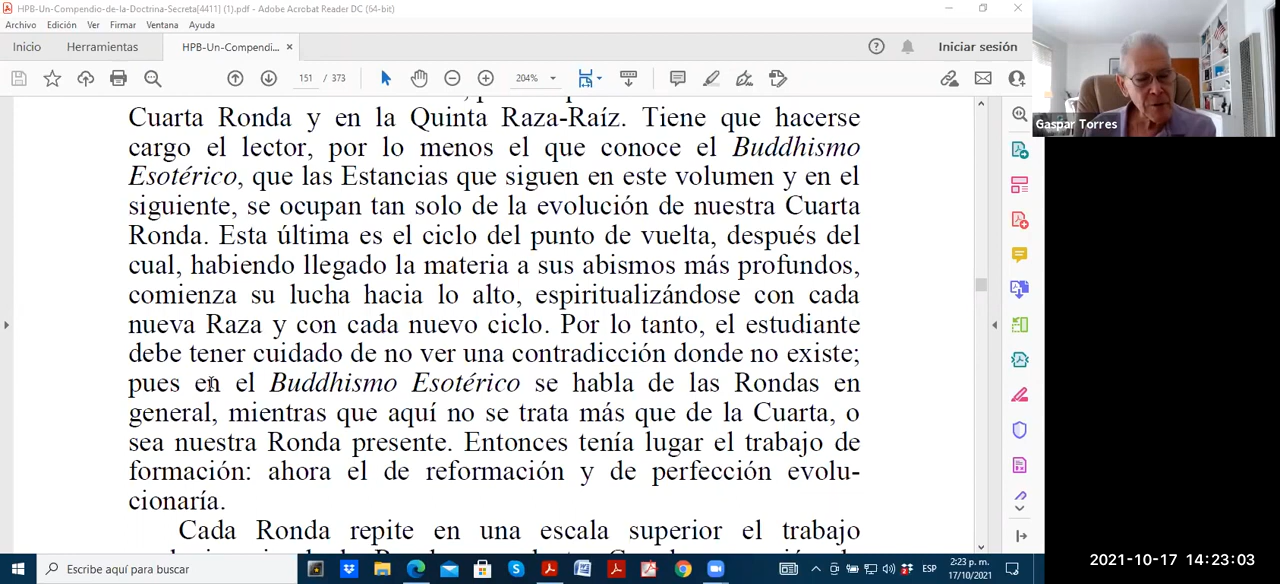 HPB-Un-Compendio-de-la-Doctrina-Secreta[4411] (1).pdf - Adobe Acrobat Reader DC (64-bit)
Archivo Edición Ver Firmar Ventana Ayuda
Inicio Herramientas HPB-Un-Compendi... × Iniciar sesión
151 / 373 204%
Gaspar Torres
Cuarta Ronda y en la Quinta Raza-Raíz. Tiene que hacerse
cargo el lector, por lo menos el que conoce el Buddhismo
Esotérico, que las Estancias que siguen en este volumen y en el
siguiente, se ocupan tan solo de la evolución de nuestra Cuarta
Ronda. Esta última es el ciclo del punto de vuelta, después del
cual, habiendo llegado la materia a sus abismos más profundos,
comienza su lucha hacia lo alto, espiritualizándose con cada
nueva Raza y con cada nuevo ciclo. Por lo tanto, el estudiante
debe tener cuidado de no ver una contradicción donde no existe;
pues en el Buddhismo Esotérico se habla de las Rondas en
general, mientras que aquí no se trata más que de la Cuarta, o
sea nuestra Ronda presente. Entonces tenía lugar el trabajo de
formación: ahora el de reformación y de perfección evolu-
cionaría.
Cada Ronda repite en una escala superior el trabajo
Escribe aquí para buscar
ESP
2:23 p. m.
17/10/2021
2021-10-17 14:23:03